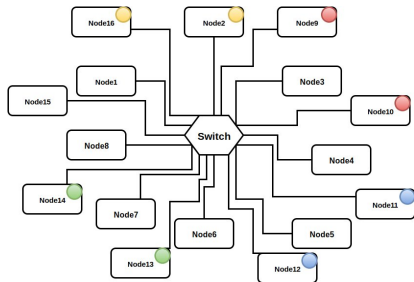 Node16
Node2
Node9
Node1
Node3
Node15
Node10
Switch
Node8
Node4
Node14
Node11
Node7
Node6
Node5
Node13
Node12